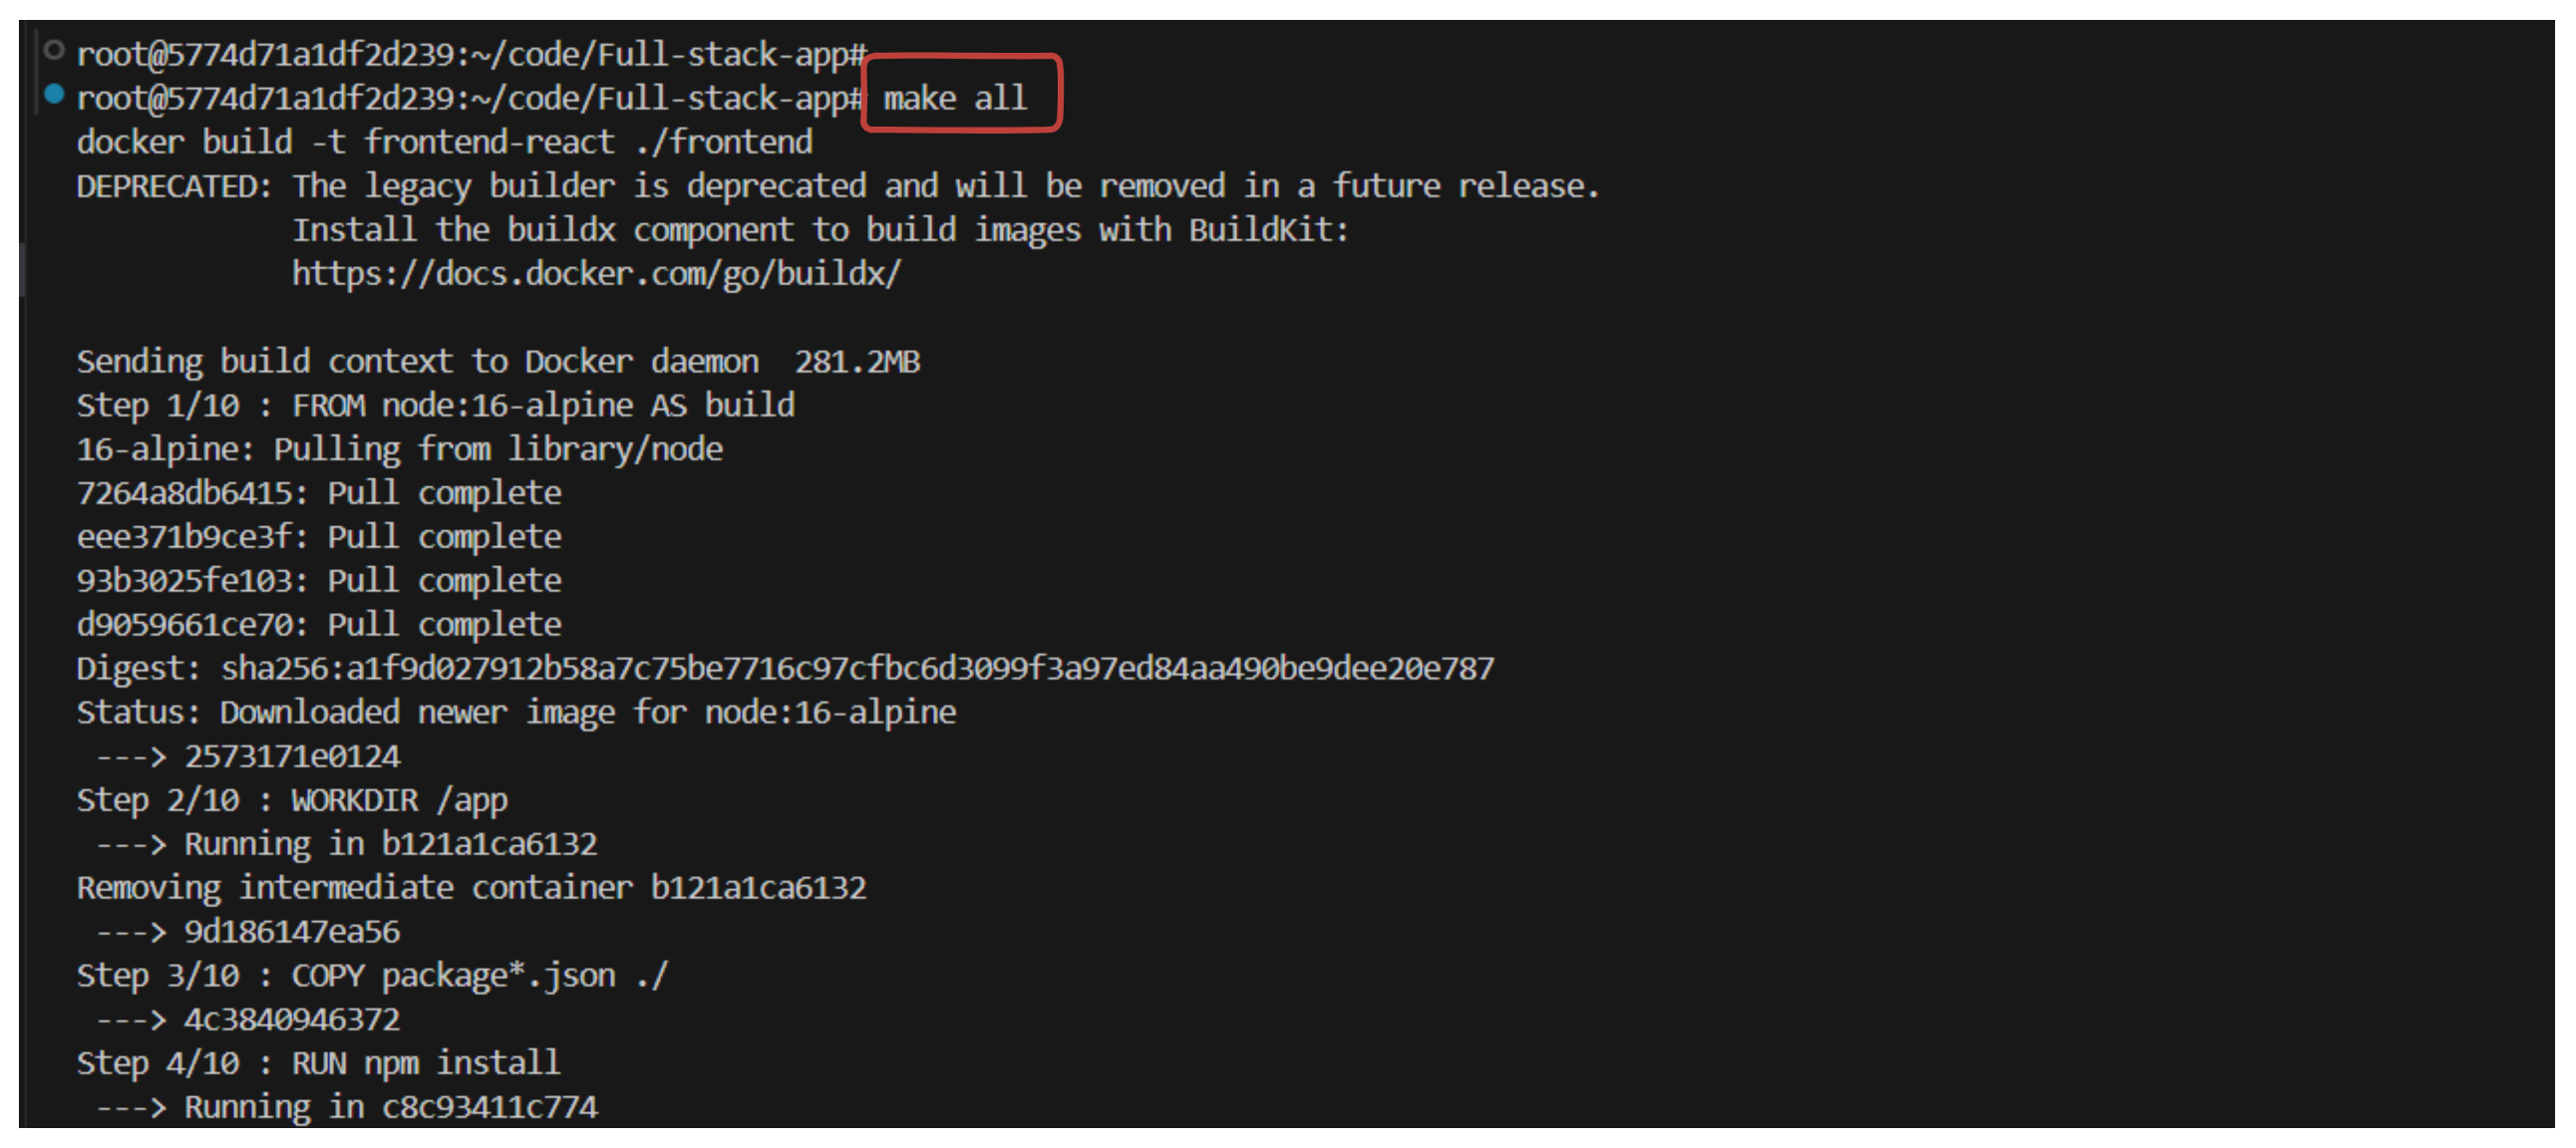 root@5774d71a1df2d239:~/code/Full-stack-app#
root@5774d71a1df2d239:~/code/Full-stack-app# make all
docker build -t frontend-react ./frontend
DEPRECATED: The legacy builder is deprecated and will be removed in a future release.
            Install the buildx component to build images with BuildKit:
            https://docs.docker.com/go/buildx/

Sending build context to Docker daemon  281.2MB
Step 1/10 : FROM node:16-alpine AS build
16-alpine: Pulling from library/node
7264a8db6415: Pull complete
eee371b9ce3f: Pull complete
93b3025fe103: Pull complete
d9059661ce70: Pull complete
Digest: sha256:a1f9d027912b58a7c75be7716c97cfbc6d3099f3a97ed84aa490be9dee20e787
Status: Downloaded newer image for node:16-alpine
 ---> 2573171e0124
Step 2/10 : WORKDIR /app
 ---> Running in b121a1ca6132
Removing intermediate container b121a1ca6132
 ---> 9d186147ea56
Step 3/10 : COPY package*.json ./
 ---> 4c3840946372
Step 4/10 : RUN npm install
 ---> Running in c8c93411c774